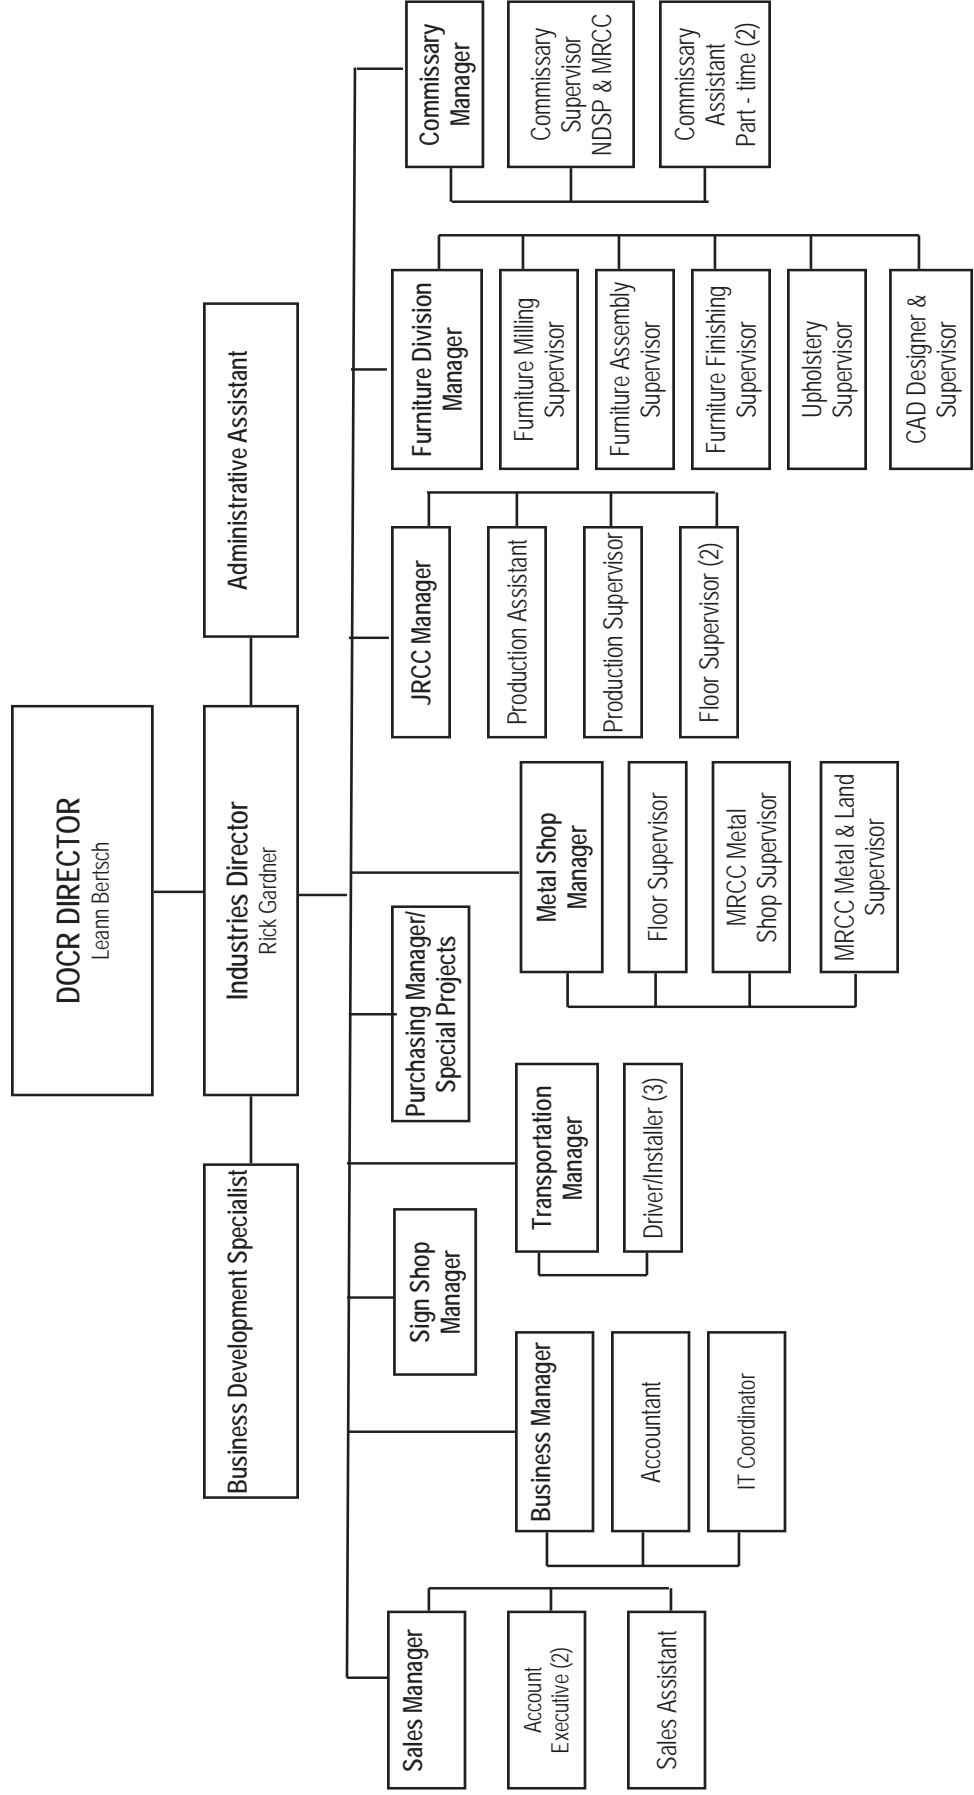 DOCR DIRECTOR
Leann Bertsch
Business Development Specialist
Industries Director
Rick Gardner
Administrative Assistant
Sales Manager
Account
Executive (2)
Sales Assistant
Business Manager
Accountant
IT Coordinator
Sign Shop
Manager
Transportation
Manager
Driver/Installer (3)
Purchasing Manager/
Special Projects
Metal Shop
Manager
Floor Supervisor
MRCC Metal
Shop Supervisor
MRCC Metal & Land
Supervisor
JRCC Manager
Production Assistant
Production Supervisor
Floor Supervisor (2)
Furniture Division
Manager
Furniture Milling
Supervisor
Furniture Assembly
Supervisor
Furniture Finishing
Supervisor
Upholstery
Supervisor
CAD Designer &
Supervisor
Commissary
Manager
Commissary
Supervisor
NDSP & MRCC
Commissary
Assistant
Part - time (2)